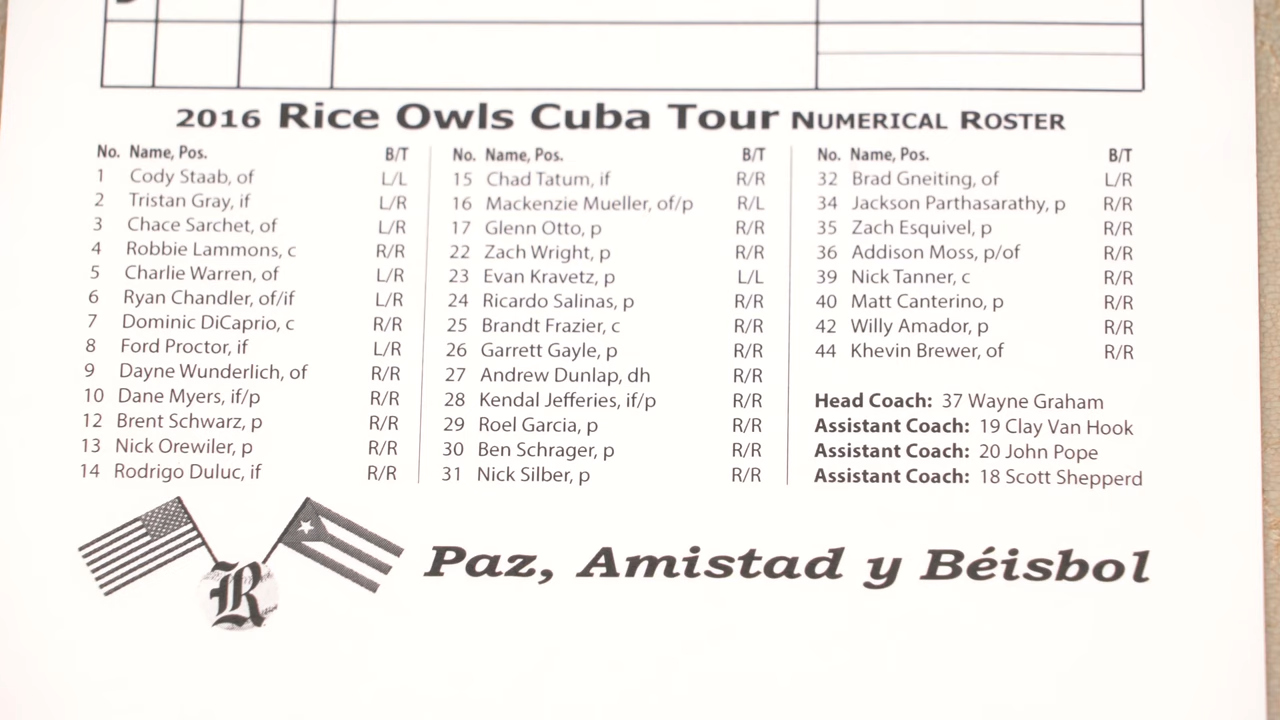 2016 Rice Owls Cuba Tour NUMERICAL ROSTER
No. Name, Pos. B/T
1 Cody Staab, of L/L
2 Tristan Gray, if L/R
3 Chace Sarchet, of L/R
4 Robbie Lammons, c R/R
5 Charlie Warren, of L/R
6 Ryan Chandler, of/if L/R
7 Dominic DiCaprio, c R/R
8 Ford Proctor, if L/R
9 Dayne Wunderlich, of R/R
10 Dane Myers, if/p R/R
12 Brent Schwarz, p R/R
13 Nick Orewiler, p R/R
14 Rodrigo Duluc, if R/R
No. Name, Pos. B/T
15 Chad Tatum, if R/R
16 Mackenzie Mueller, of/p R/L
17 Glenn Otto, p R/R
22 Zach Wright, p R/R
23 Evan Kravetz, p L/L
24 Ricardo Salinas, p R/R
25 Brandt Frazier, c R/R
26 Garrett Gayle, p R/R
27 Andrew Dunlap, dh R/R
28 Kendal Jefferies, if/p R/R
29 Roel Garcia, p R/R
30 Ben Schrager, p R/R
31 Nick Silber, p R/R
No. Name, Pos. B/T
32 Brad Gneiting, of L/R
34 Jackson Parthasarathy, p R/R
35 Zach Esquivel, p R/R
36 Addison Moss, p/of R/R
39 Nick Tanner, c R/R
40 Matt Canterino, p R/R
42 Willy Amador, p R/R
44 Khevin Brewer, of R/R
Head Coach: 37 Wayne Graham
Assistant Coach: 19 Clay Van Hook
Assistant Coach: 20 John Pope
Assistant Coach: 18 Scott Shepperd
R
Paz, Amistad y Béisbol